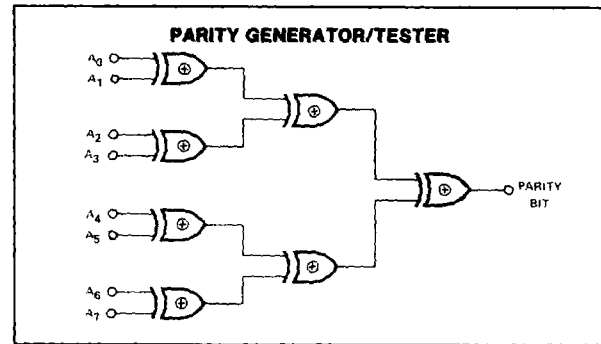 PARITY GENERATOR/TESTER
A₀
A₁
A₂
A₃
A₄
A₅
A₆
A₇
PARITY
BIT